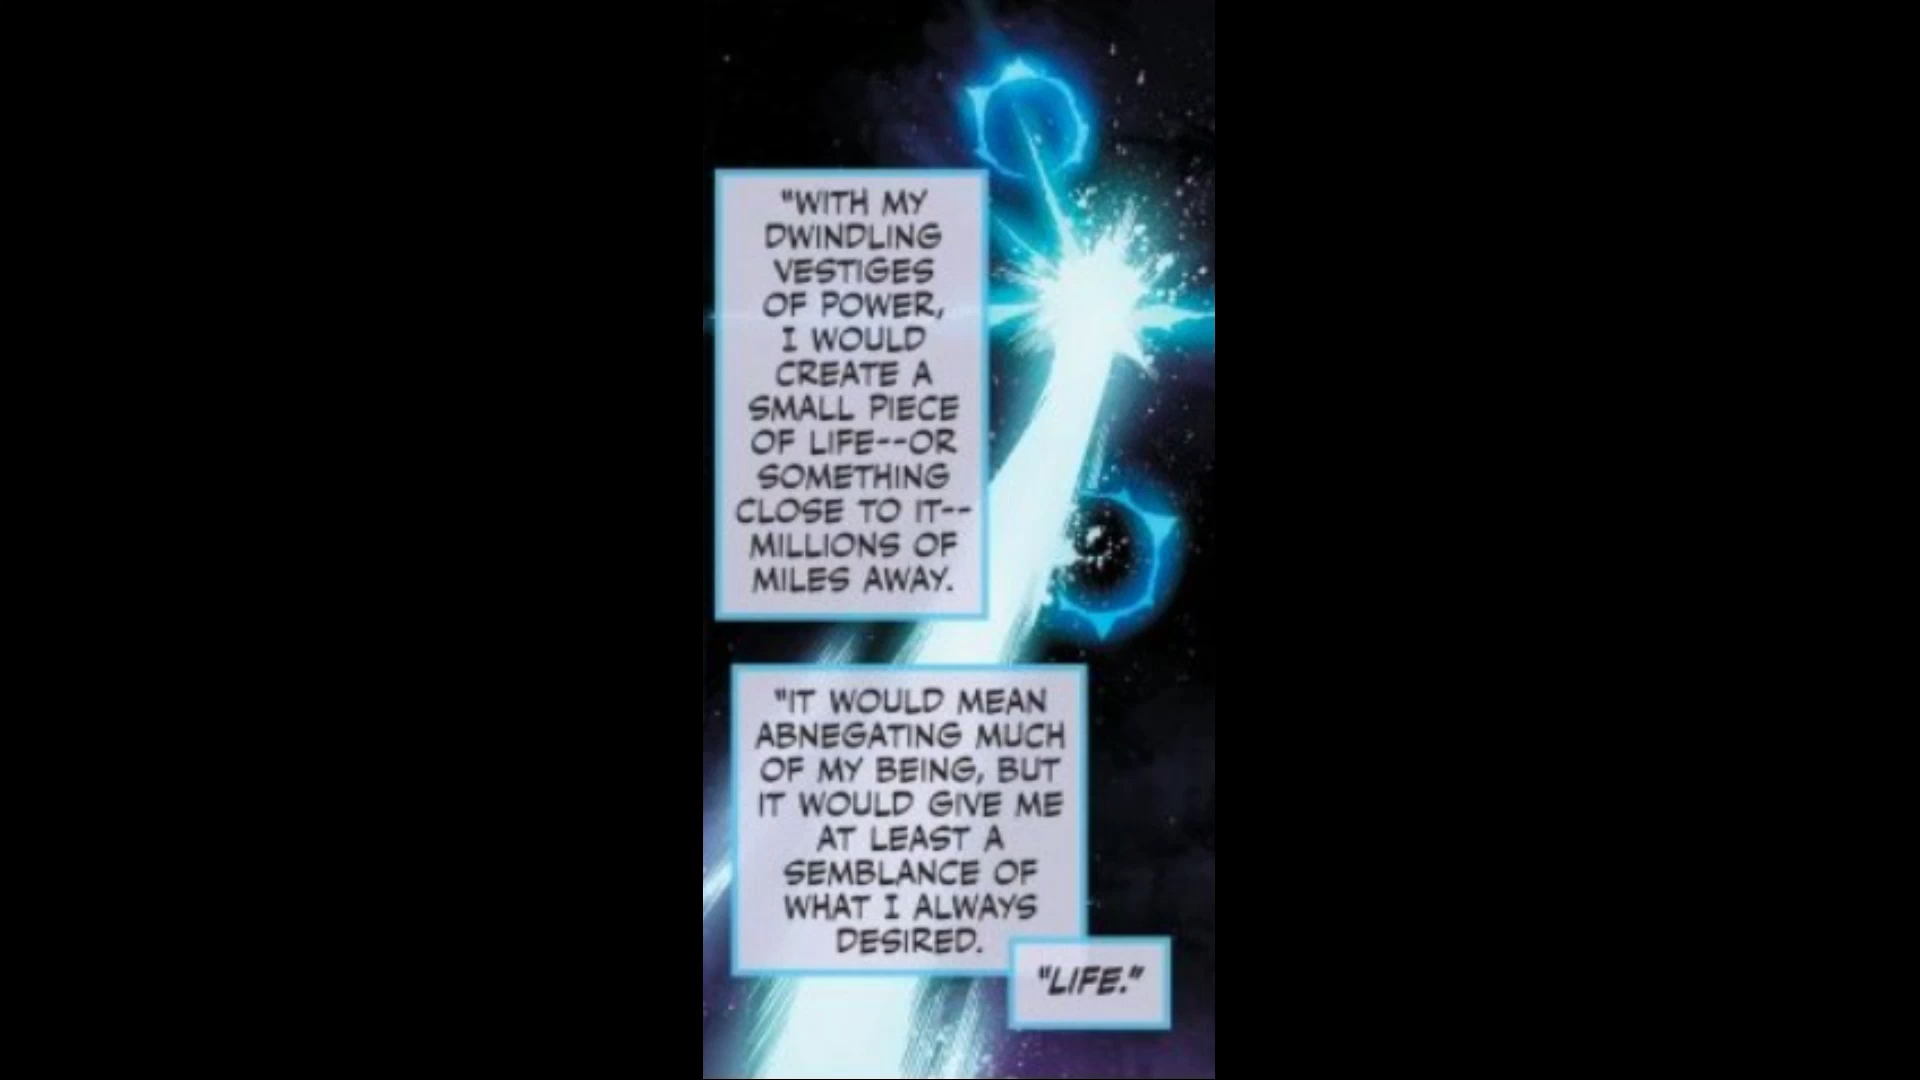 "WITH MY
DWINDLING
VESTIGES
OF POWER,
I WOULD
CREATE A
SMALL PIECE
OF LIFE--OR
SOMETHING
CLOSE TO IT--
MILLIONS OF
MILES AWAY.
"IT WOULD MEAN
ABNEGATING MUCH
OF MY BEING, BUT
IT WOULD GIVE ME
AT LEAST A
SEMBLANCE OF
WHAT I ALWAYS
DESIRED.
"LIFE."